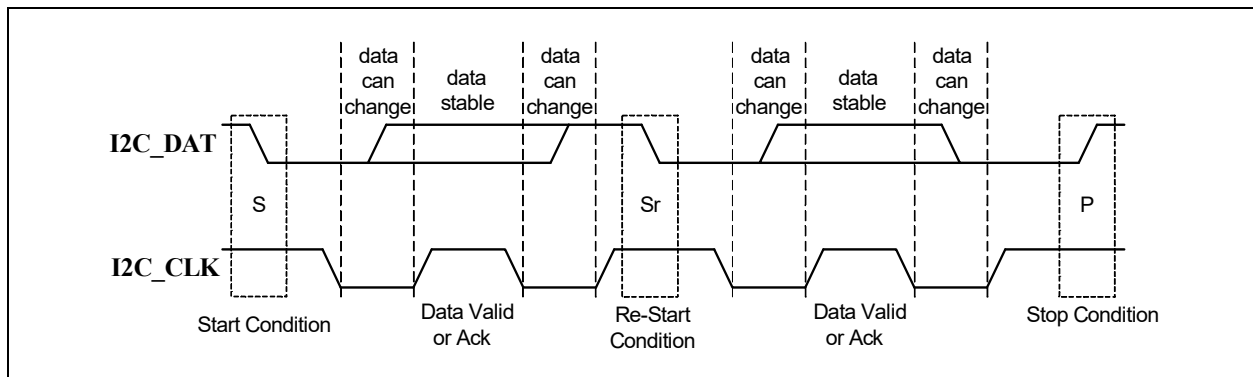 data can change
data stable
data can change
data can change
data stable
data can change
I2C_DAT
S
Sr
P
I2C_CLK
Start Condition
Data Valid
or Ack
Re-Start
Condition
Data Valid
or Ack
Stop Condition